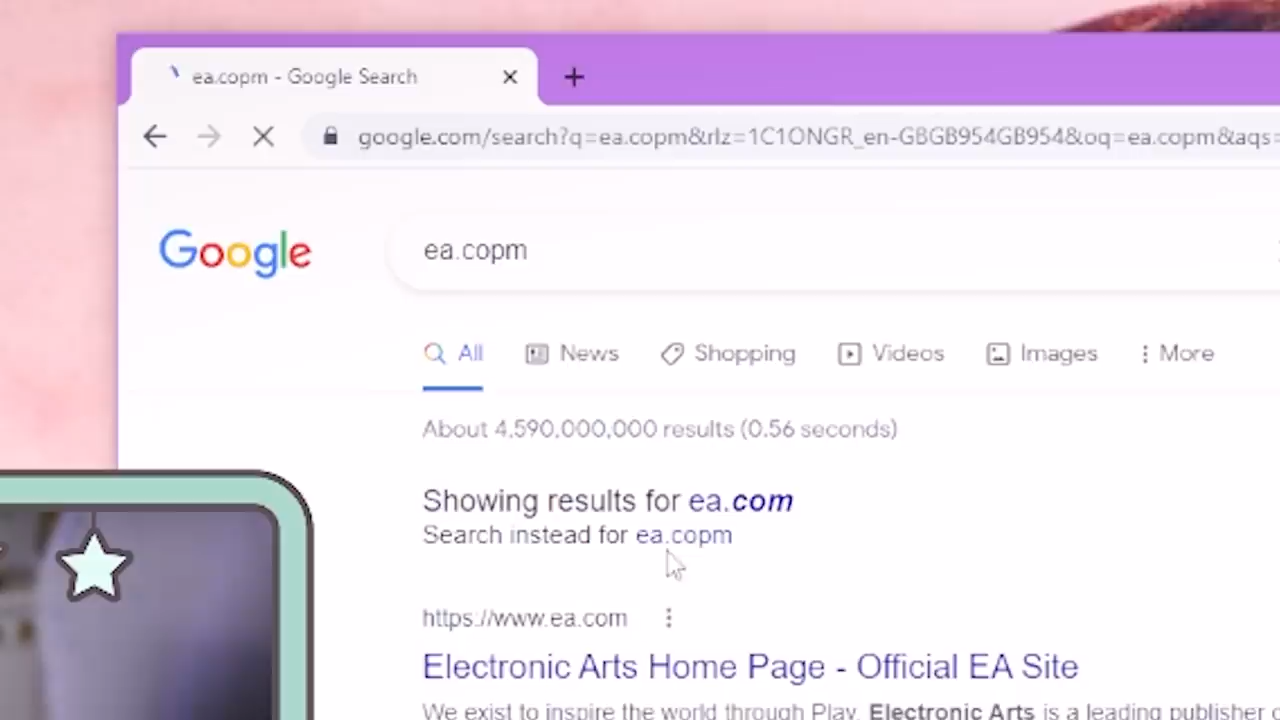 ea.copm - Google Search
google.com/search?q=ea.copm&rlz=1C1ONGR_en-GBGB954GB954&oq=ea.copm&aqs=
Google
ea.copm
All News Shopping Videos Images More
About 4,590,000,000 results (0.56 seconds)
Showing results for ea.com
Search instead for ea.copm
https://www.ea.com
Electronic Arts Home Page - Official EA Site
We exist to inspire the world through Play. Electronic Arts is a leading publisher